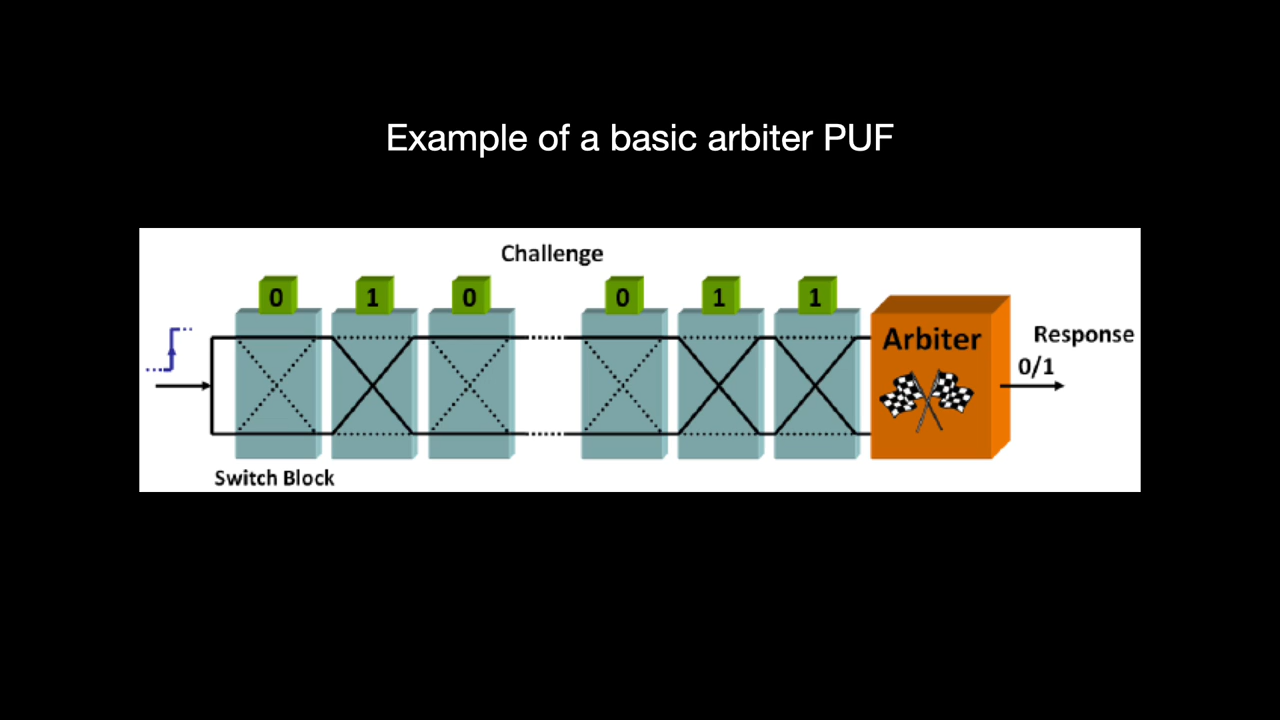 Example of a basic arbiter PUF
Challenge
0 1 0 0 1 1
Arbiter
Response
0/1
Switch Block